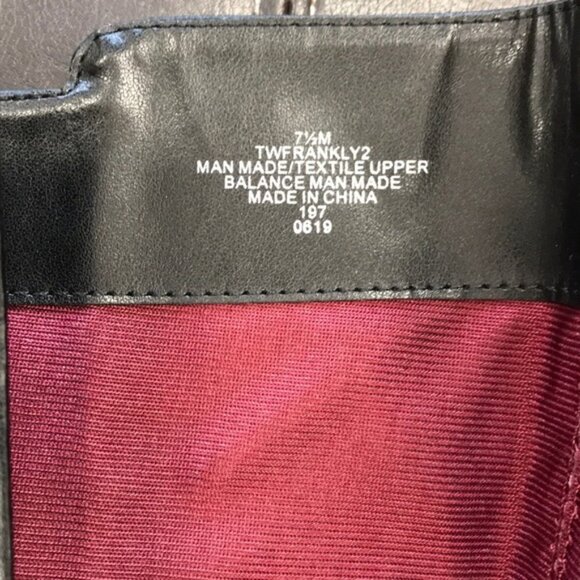 7½M
TWFRANKLY2
MAN MADE/TEXTILE UPPER
BALANCE MAN MADE
MADE IN CHINA
197
0619